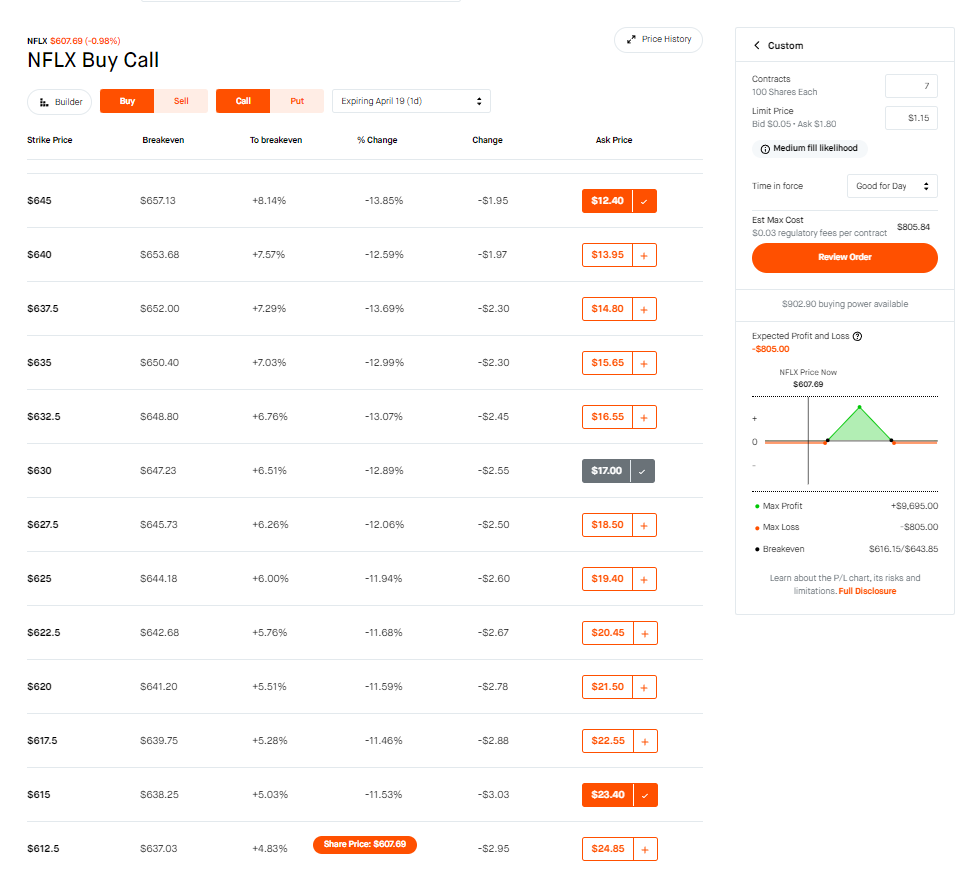 NFLX $607.69 (-0.98%)
NFLX Buy Call
Price History
Builder Buy Sell Call Put Expiring April 19 (1d)
Strike Price Breakeven To breakeven % Change Change Ask Price
$645 $657.13 +8.14% -13.85% -$1.95 $12.40
$640 $653.68 +7.57% -12.59% -$1.97 $13.95 +
$637.5 $652.00 +7.29% -13.69% -$2.30 $14.80 +
$635 $650.40 +7.03% -12.99% -$2.30 $15.65 +
$632.5 $648.80 +6.76% -13.07% -$2.45 $16.55 +
$630 $647.23 +6.51% -12.89% -$2.55 $17.00
$627.5 $645.73 +6.26% -12.06% -$2.50 $18.50 +
$625 $644.18 +6.00% -11.94% -$2.60 $19.40 +
$622.5 $642.68 +5.76% -11.68% -$2.67 $20.45 +
$620 $641.20 +5.51% -11.59% -$2.78 $21.50 +
$617.5 $639.75 +5.28% -11.46% -$2.88 $22.55 +
$615 $638.25 +5.03% -11.53% -$3.03 $23.40
$612.5 $637.03 +4.83% Share Price: $607.69 -$2.95 $24.85 +
Custom
Contracts
100 Shares Each
7
Limit Price
Bid $0.05 • Ask $1.80
$1.15
Medium fill likelihood
Time in force Good for Day
Est Max Cost
$0.03 regulatory fees per contract
$805.84
Review Order
$902.90 buying power available
Expected Profit and Loss
-$805.00
NFLX Price Now
$607.69
+
0
-
Max Profit +$9,695.00
Max Loss -$805.00
Breakeven $616.15/$643.85
Learn about the P/L chart, its risks and
limitations. Full Disclosure